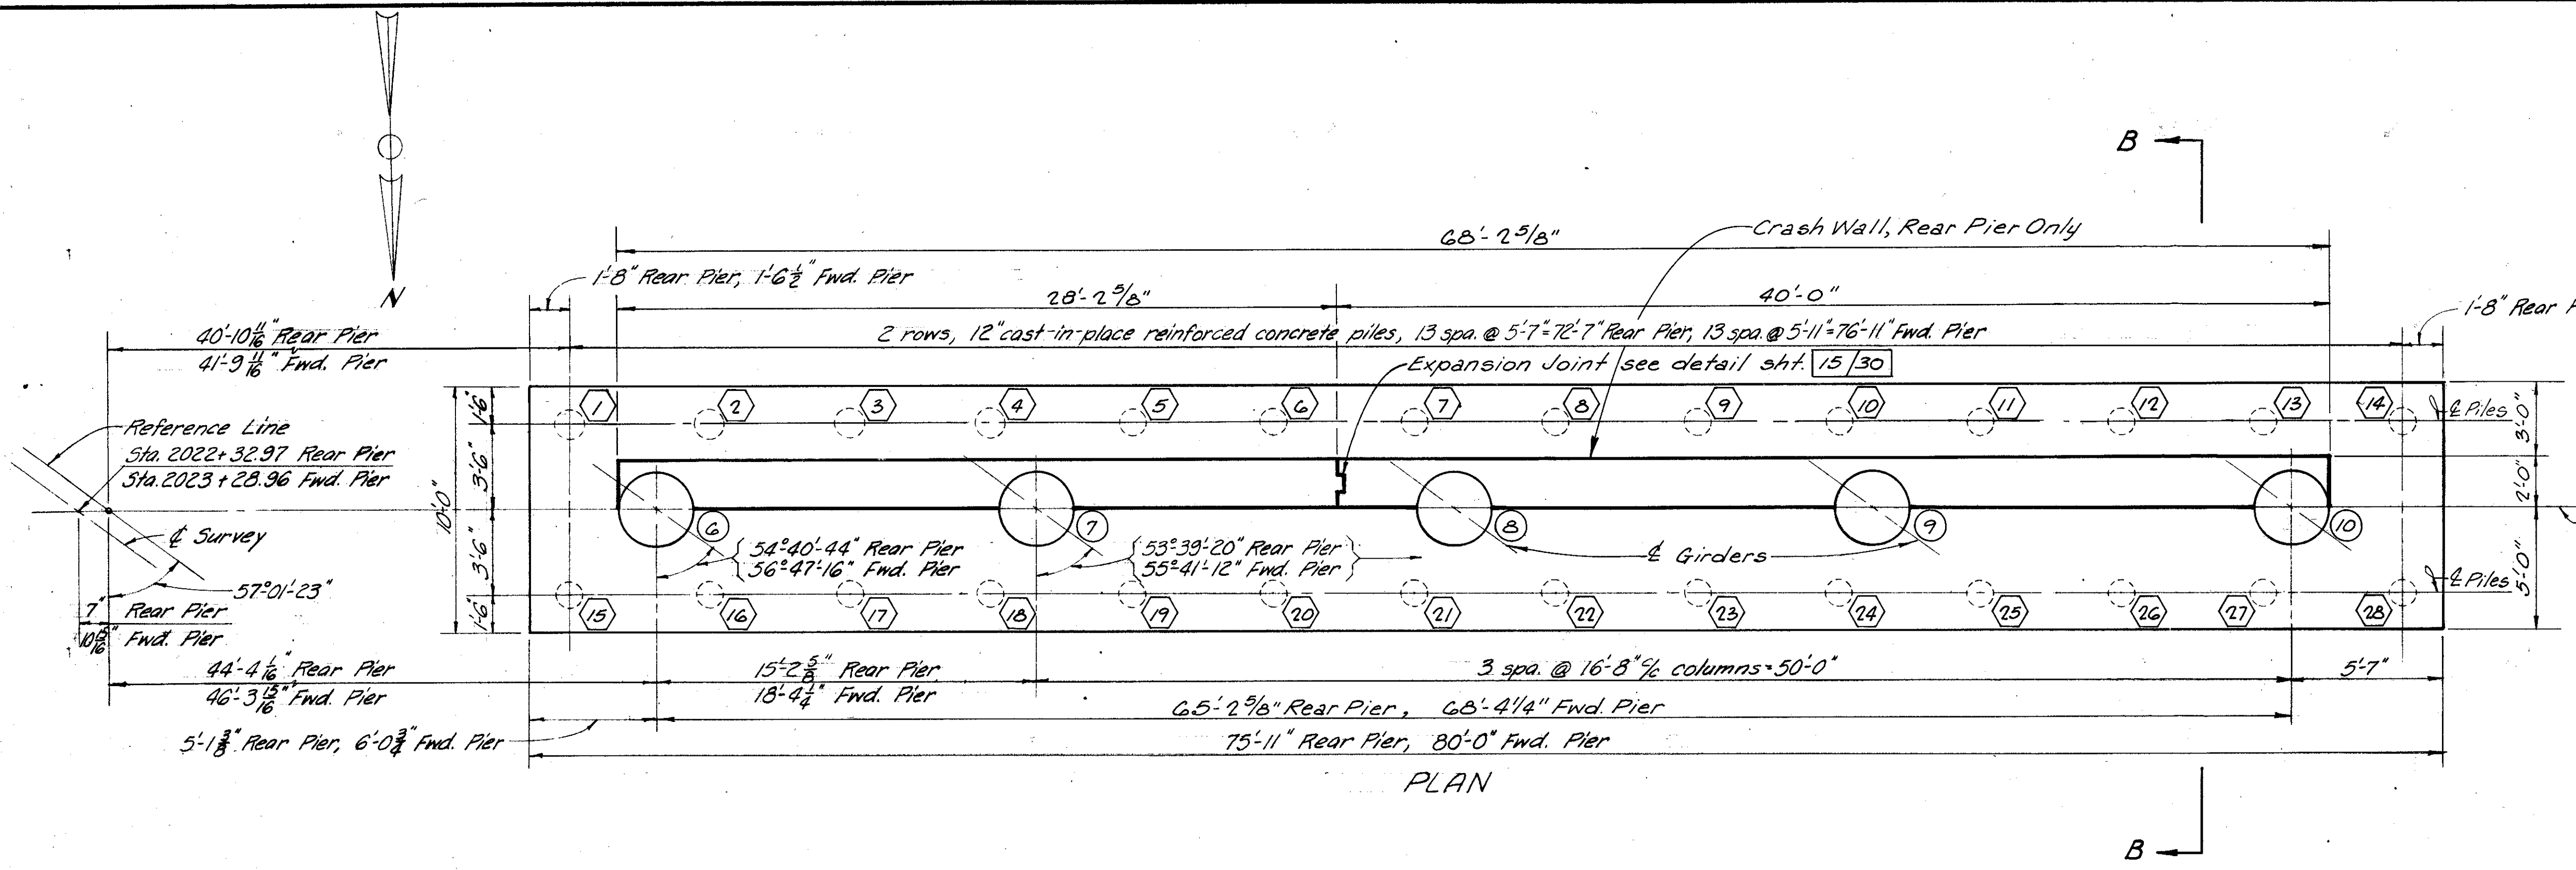 B
68'-2 5/8"
Crash Wall, Rear Pier Only
1'-8" Rear Pier, 1'-6 1/2" Fwd. Pier
N
28'-2 5/8"
40'-0"
1'-8" Rear
40'-10 11/16" Rear Pier
41'-9 11/16" Fwd. Pier
2 rows, 12" cast-in-place reinforced concrete piles, 13 spa. @ 5'-7"=72'-7" Rear Pier, 13 spa. @ 5'-11"=76'-11" Fwd. Pier
Expansion Joint see detail sht. 15/30
1 2 3 4 5 6 7 8 9 10 11 12 13 14
℄ Piles
1'-6"
3'-6"
3'-6"
1'-6"
10'-0"
3'-0"
2'-0"
5'-0"
Reference Line
Sta. 2022+32.97 Rear Pier
Sta. 2023+28.96 Fwd. Pier
℄ Survey
57°-01'-23"
7" Rear Pier
10 15/16" Fwd. Pier
6 7 8 9 10
54°-40'-44" Rear Pier
56°-47'-16" Fwd. Pier
53°-39'-20" Rear Pier
55°-41'-12" Fwd. Pier
℄ Girders
℄ Piles
15 16 17 18 19 20 21 22 23 24 25 26 27 28
44'-4 1/16" Rear Pier
46'-3 15/16" Fwd. Pier
15'-2 5/8" Rear Pier
18'-4 1/4" Fwd. Pier
3 spa. @ 16'-8" c/c columns=50'-0"
5'-7"
65'-2 5/8" Rear Pier, 68'-4 1/4" Fwd. Pier
5'-1 3/8" Rear Pier, 6'-0 3/4" Fwd. Pier
75'-11" Rear Pier, 80'-0" Fwd. Pier
PLAN
B